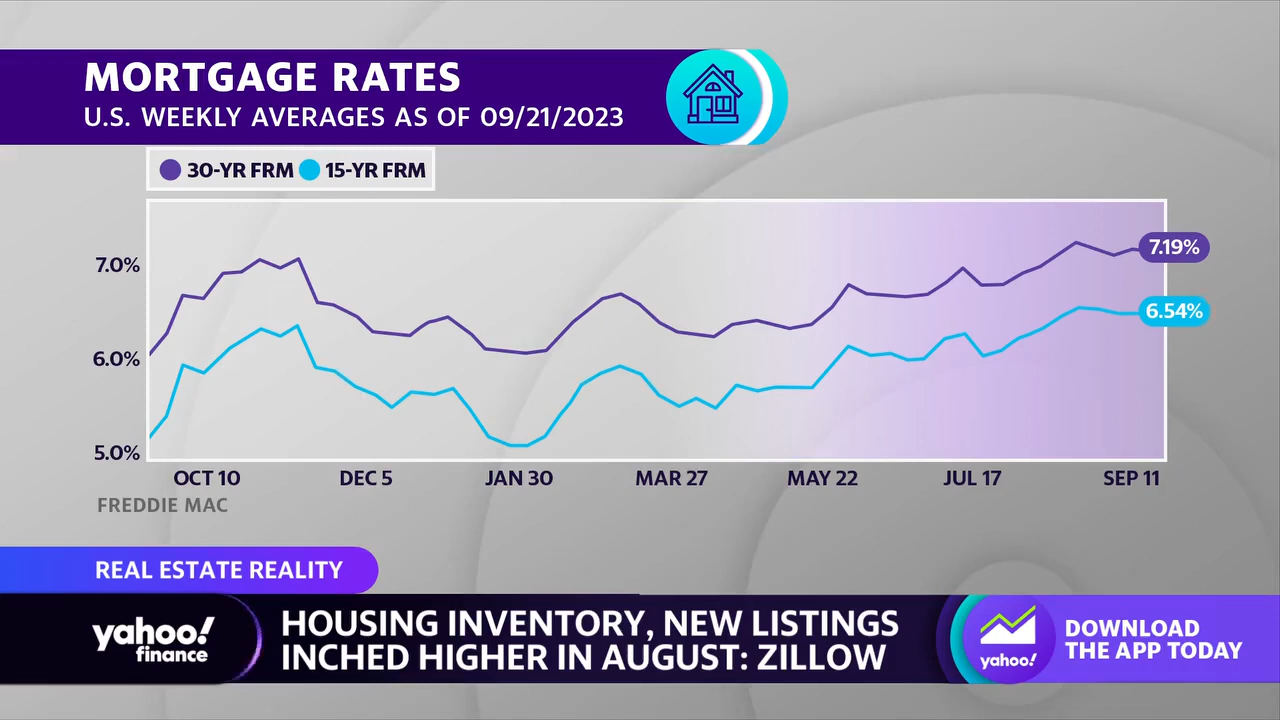 MORTGAGE RATES
U.S. WEEKLY AVERAGES AS OF 09/21/2023
30-YR FRM 15-YR FRM
7.0%
6.0%
5.0%
7.19%
6.54%
OCT 10 DEC 5 JAN 30 MAR 27 MAY 22 JUL 17 SEP 11
FREDDIE MAC
REAL ESTATE REALITY
yahoo!
finance
HOUSING INVENTORY, NEW LISTINGS
INCHED HIGHER IN AUGUST: ZILLOW
yahoo!
DOWNLOAD
THE APP TODAY